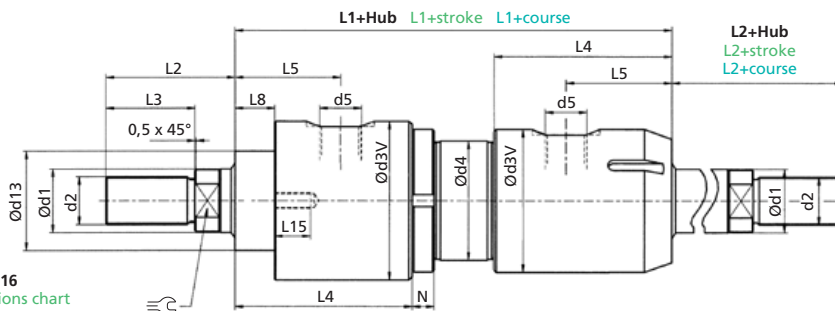 L1+Hub L1+stroke L1+course
L2+Hub
L2+stroke
L2+course
L4
L2
L5
L5
L3
L8
d5
d5
0,5 x 45°
Ød13
Ød1
d2
Ød3V
Ød4
Ød3V
Ød1
d2
L15
16
ions chart
L4
N